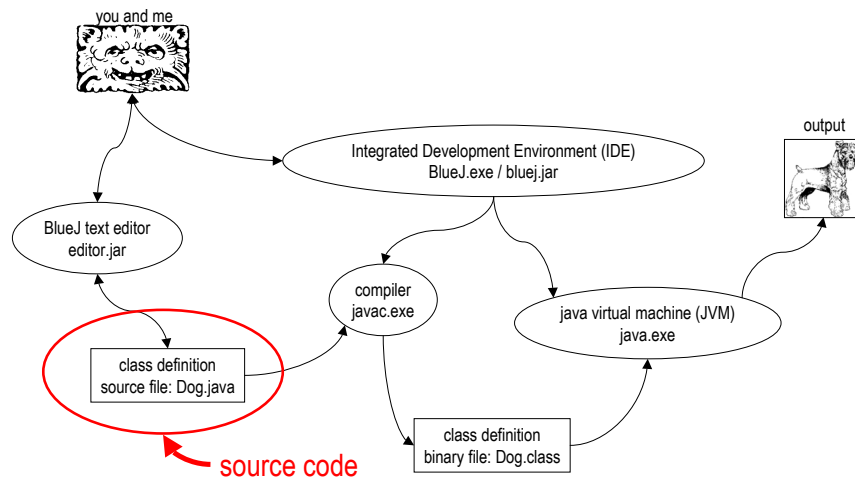 you and me
output
Integrated Development Environment (IDE)
BlueJ.exe / bluej.jar
BlueJ text editor
editor.jar
compiler
javac.exe
java virtual machine (JVM)
java.exe
class definition
source file: Dog.java
class definition
binary file: Dog.class
source code